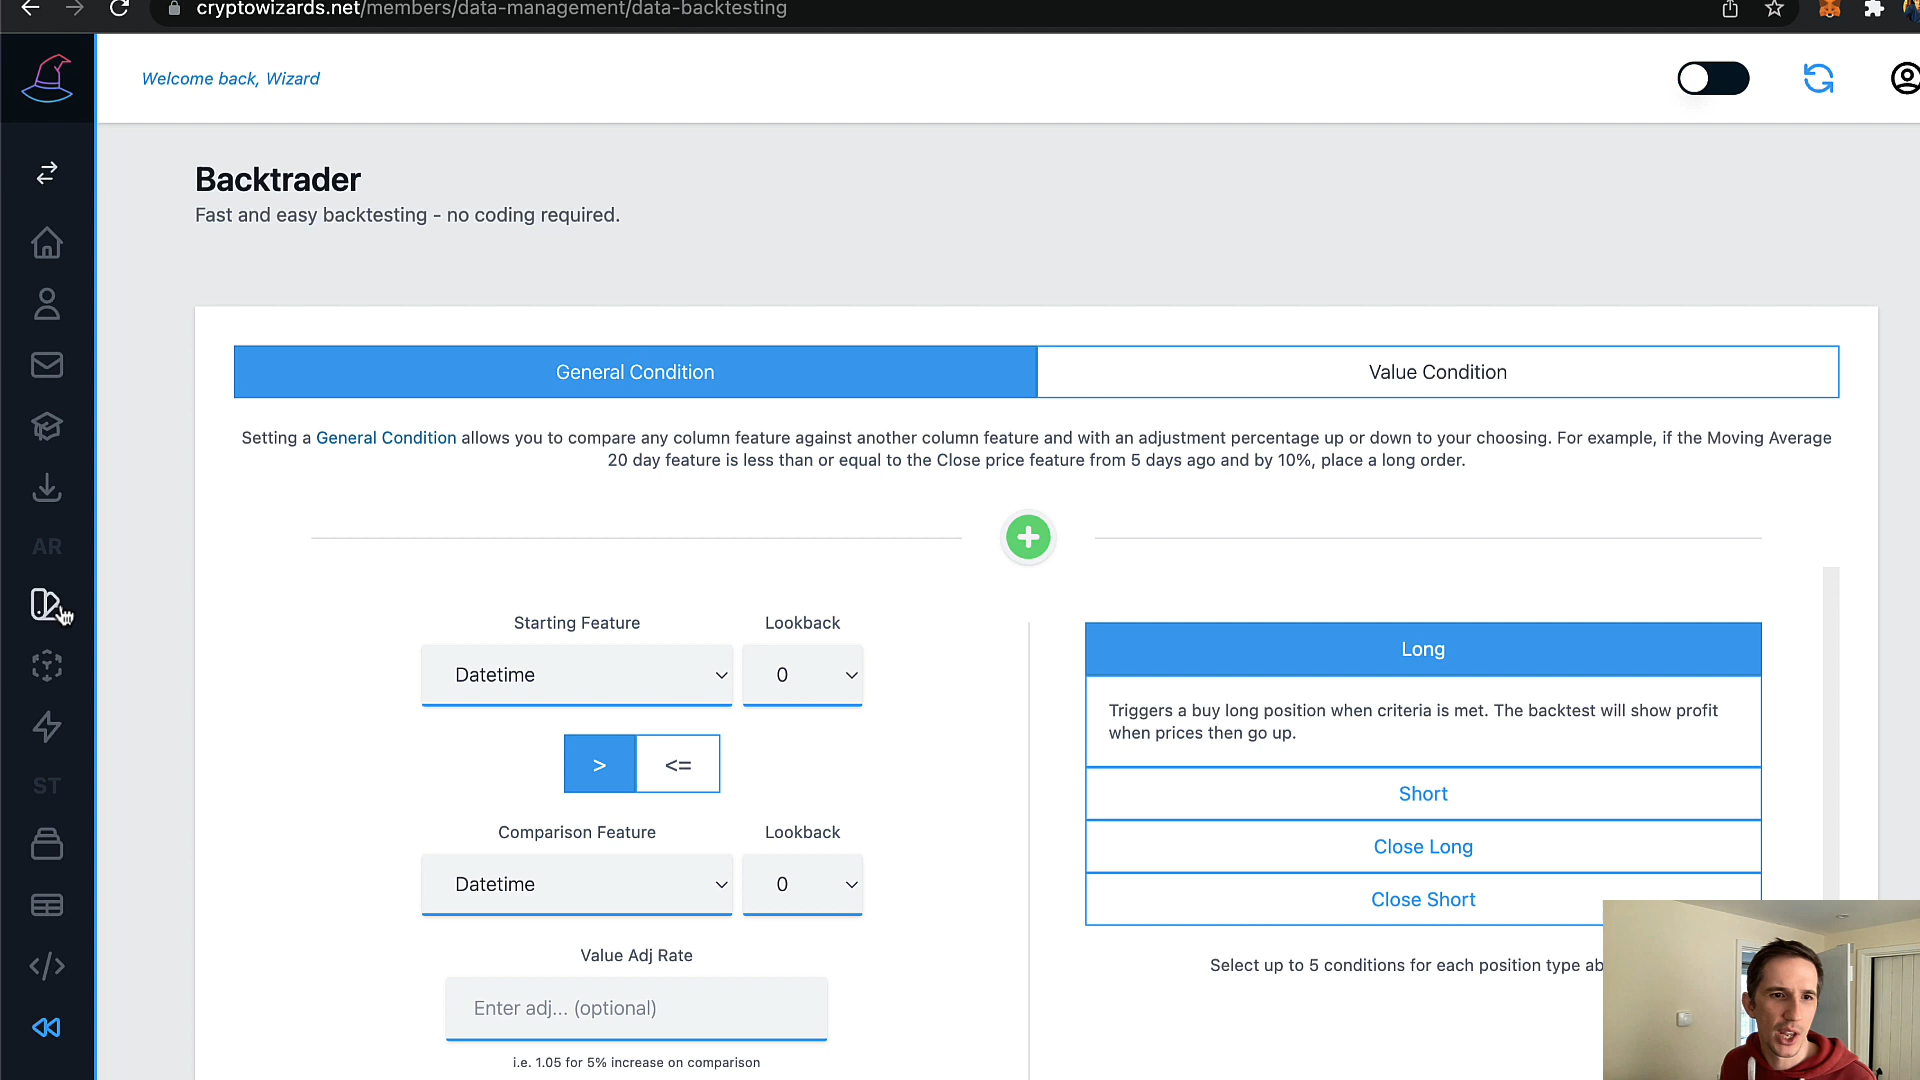 cryptowizards.net/members/data-management/data-backtesting
Welcome back, Wizard
Backtrader
Fast and easy backtesting - no coding required.
General Condition
Value Condition
Setting a General Condition allows you to compare any column feature against another column feature and with an adjustment percentage up or down to your choosing. For example, if the Moving Average
20 day feature is less than or equal to the Close price feature from 5 days ago and by 10%, place a long order.
AR
ST
Starting Feature
Lookback
Datetime
0
>
<=
Comparison Feature
Lookback
Datetime
0
Value Adj Rate
Enter adj... (optional)
i.e. 1.05 for 5% increase on comparison
Long
Triggers a buy long position when criteria is met. The backtest will show profit
when prices then go up.
Short
Close Long
Close Short
Select up to 5 conditions for each position type